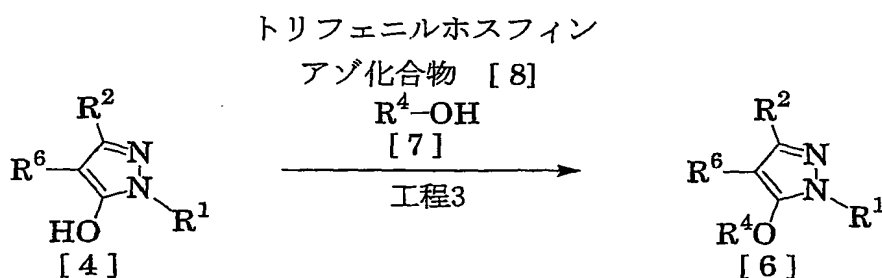 トリフェニルホスフィン
アゾ化合物 [8]
R⁴-OH
[7]
工程3
R²
R⁶
N
N
R¹
HO
[4]
R²
R⁶
N
N
R¹
R⁴O
[6]